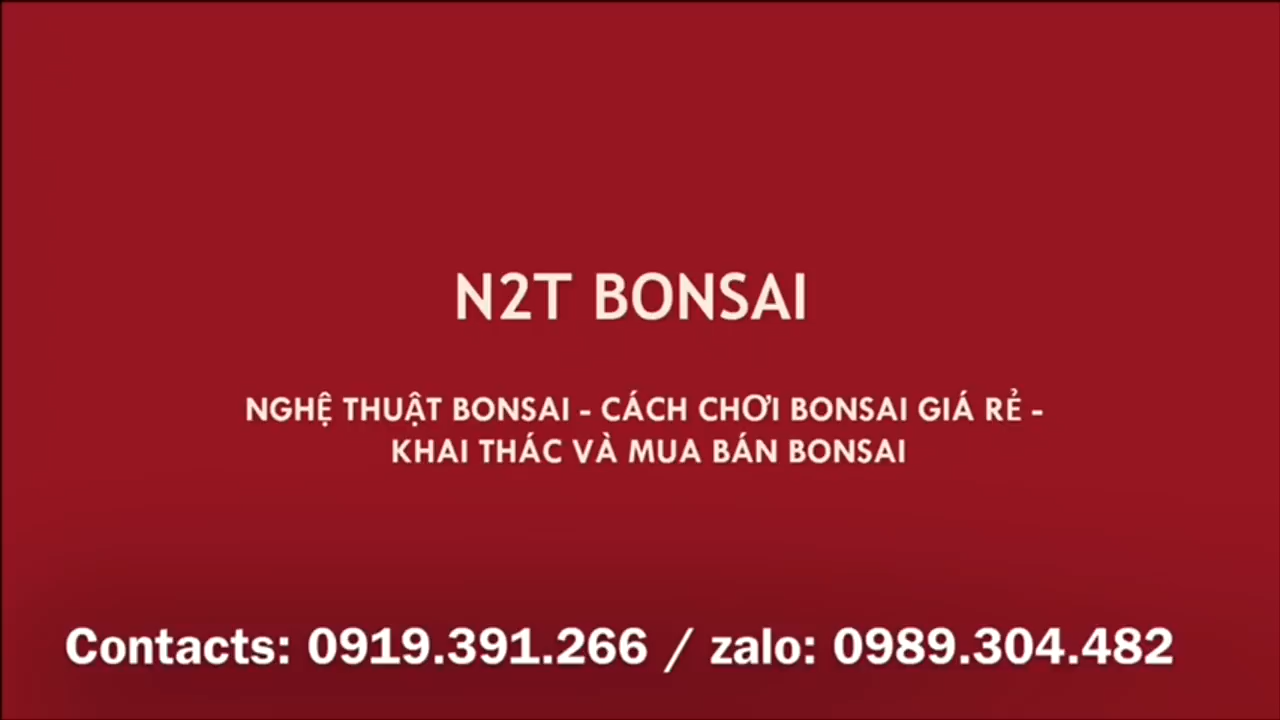 N2T BONSAI
NGHỆ THUẬT BONSAI - CÁCH CHƠI BONSAI GIÁ RẺ -
KHAI THÁC VÀ MUA BÁN BONSAI
Contacts: 0919.391.266 / zalo: 0989.304.482